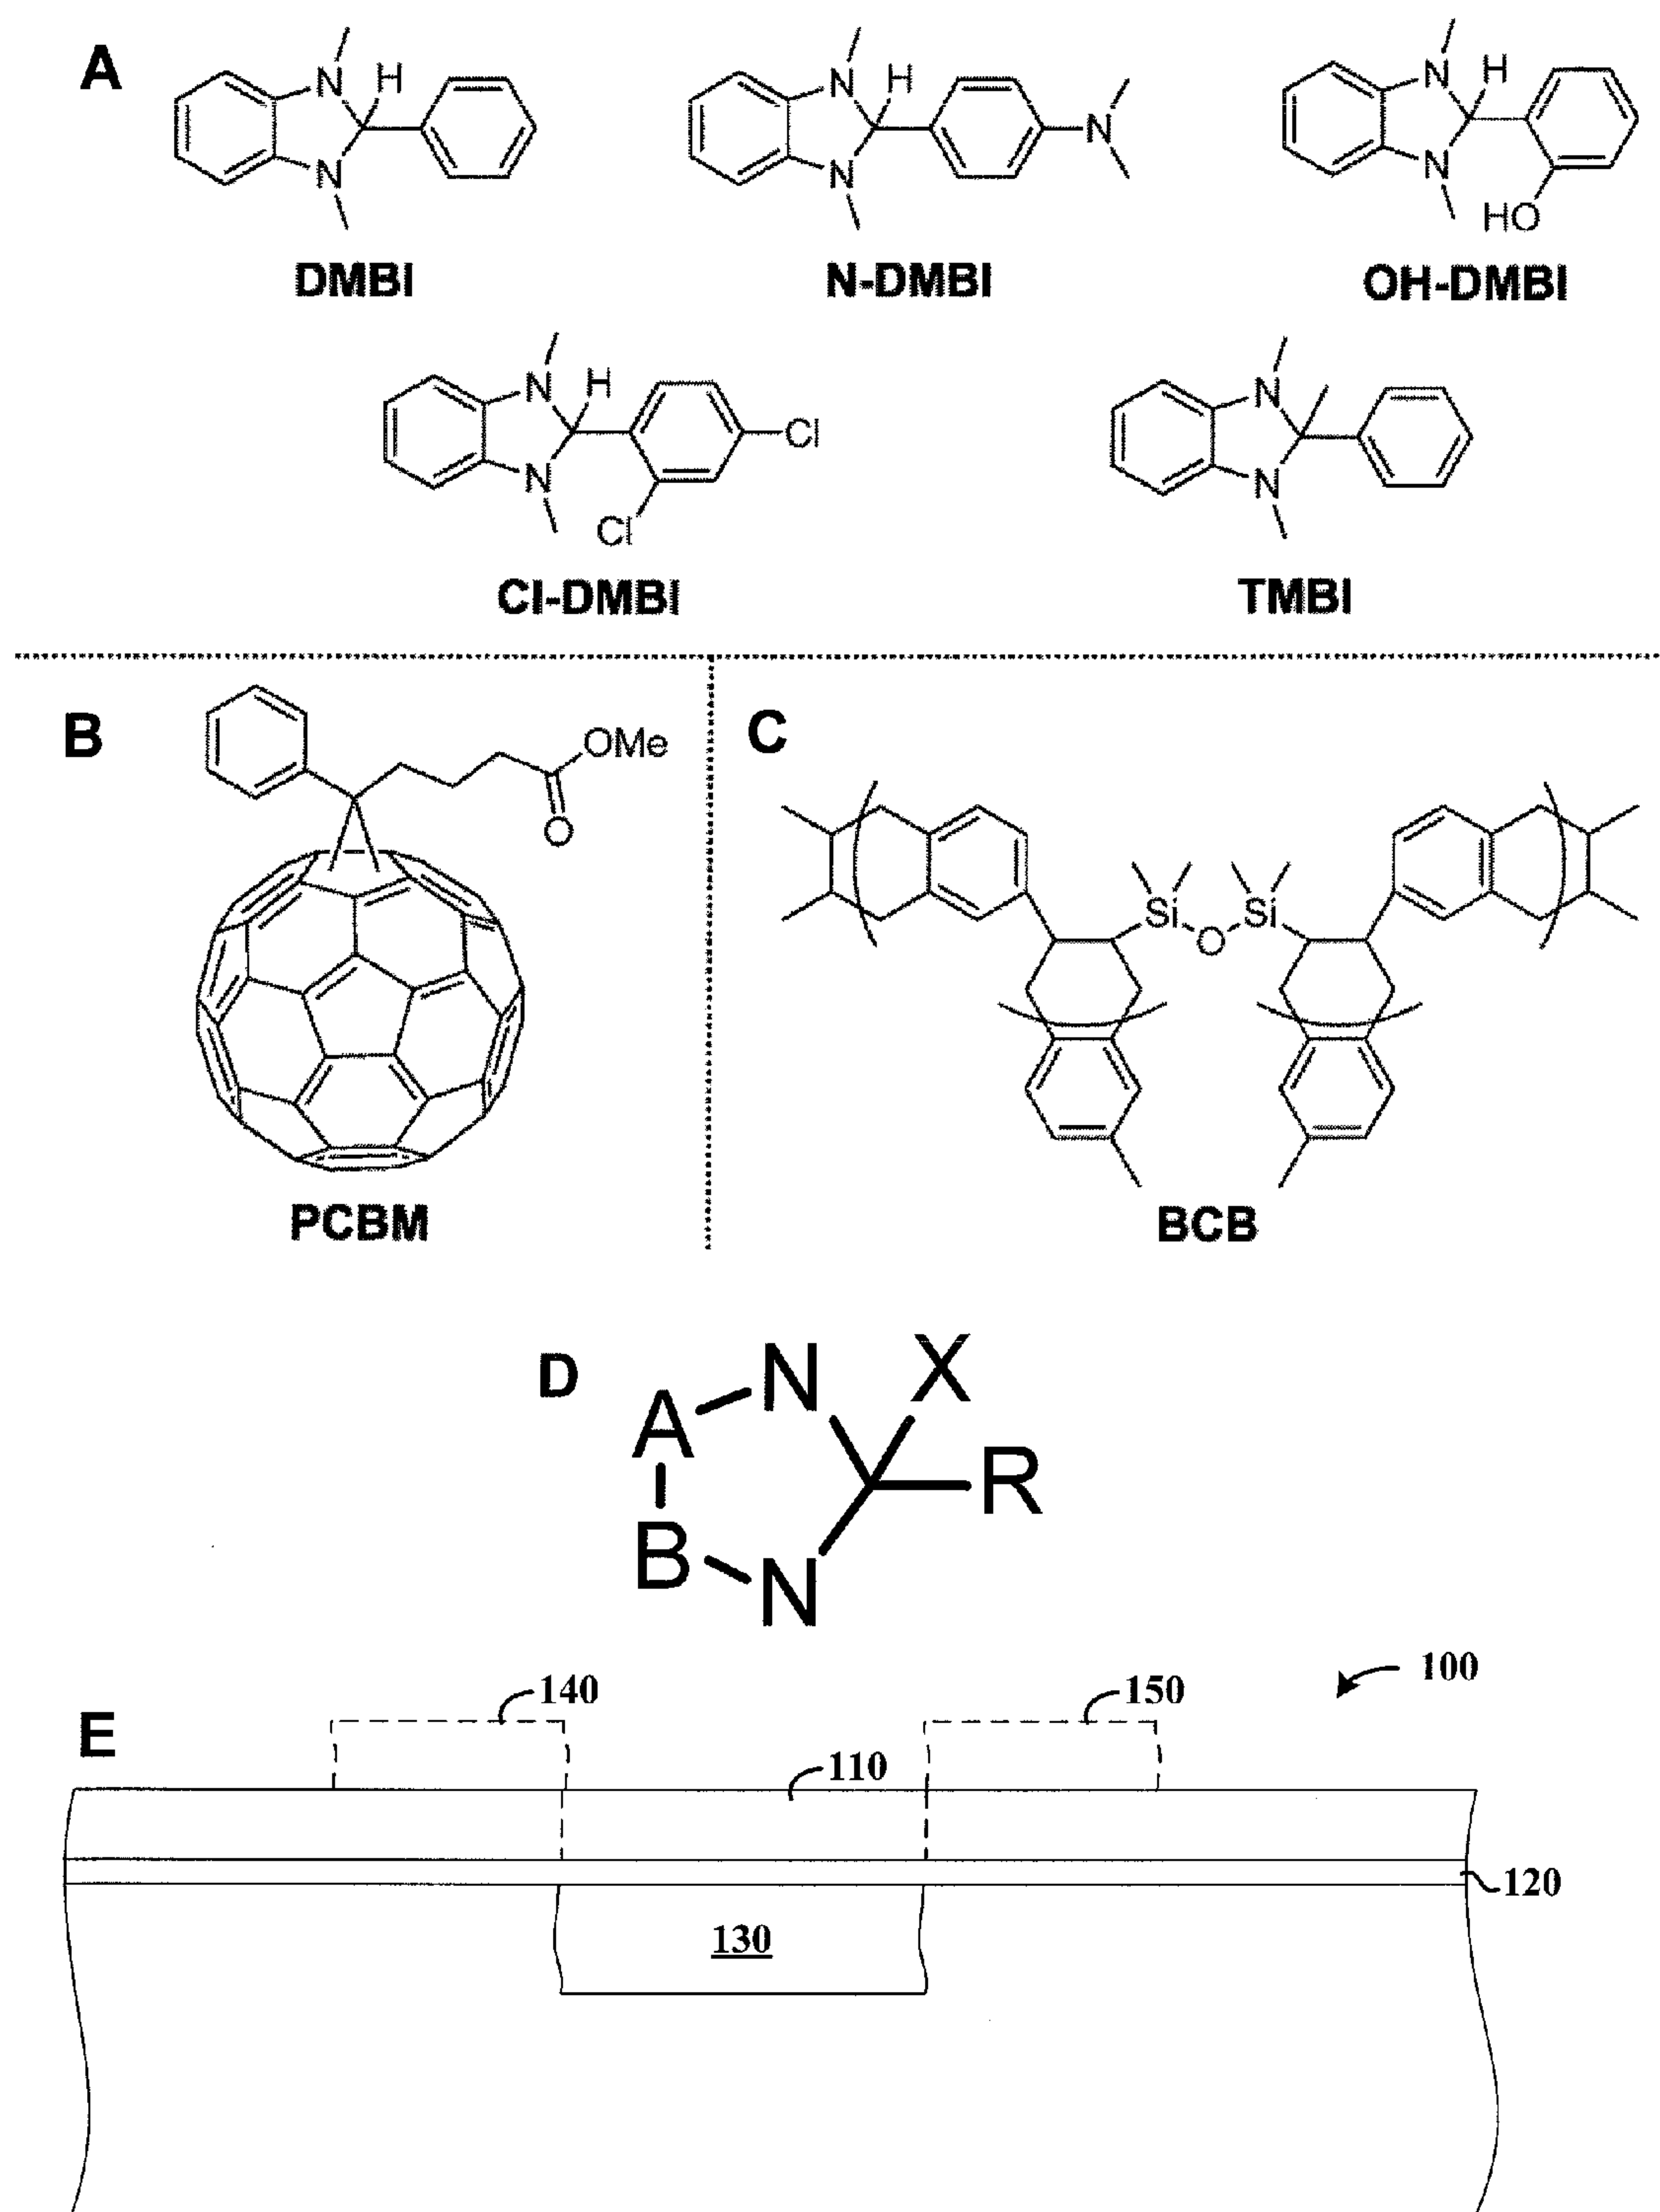 A
N H
N
DMBI
N H
N N
N-DMBI
N H
N
HO
OH-DMBI
N H
N Cl
Cl
Cl-DMBI
N
N
TMBI
B
OMe
O
PCBM
C
Si O Si
BCB
D
N X
A R
B N
100
140 150
E
110
120
130